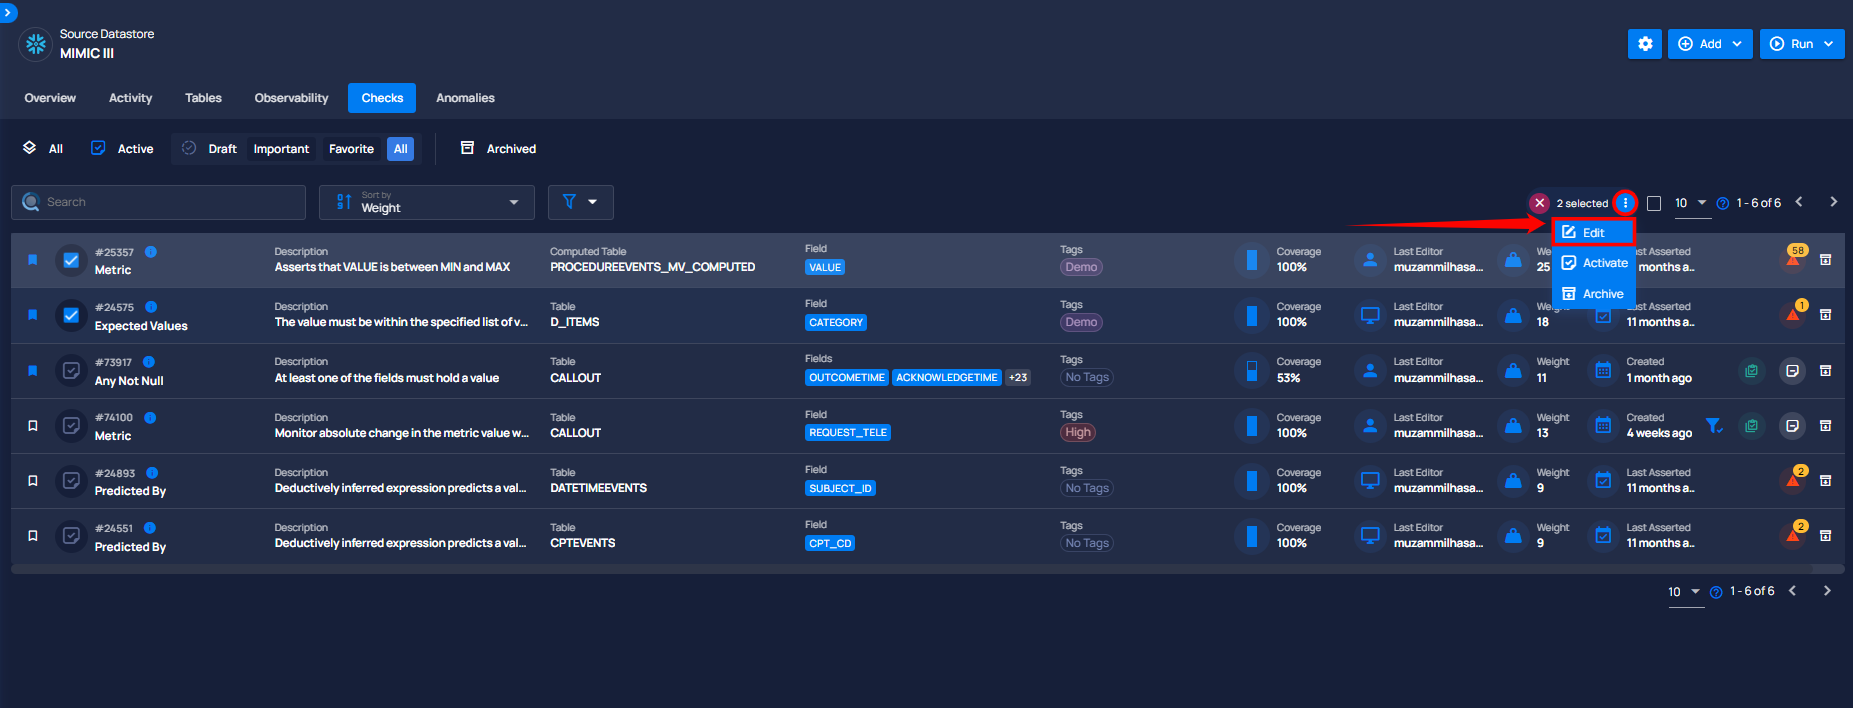 Source Datastore
MIMIC III
Add
Run
Overview
Activity
Tables
Observability
Checks
Anomalies
All
Active
Draft
Important
Favorite
All
Archived
Search
Sort by
Weight
2 selected
10
1 - 6 of 6
Edit
Activate
Archive
#25357
Metric
Description
Asserts that VALUE is between MIN and MAX
Computed Table
PROCEDUREEVENTS_MV_COMPUTED
Field
VALUE
Tags
Demo
Coverage
100%
Last Editor
muzammilhasa...
25
st Asserted
months a..
58
#24575
Expected Values
Description
The value must be within the specified list of v...
Table
D_ITEMS
Field
CATEGORY
Tags
Demo
Coverage
100%
Last Editor
muzammilhasa...
Weight
18
st Asserted
11 months a..
1
#73917
Any Not Null
Description
At least one of the fields must hold a value
Table
CALLOUT
Fields
OUTCOMETIME
ACKNOWLEDGETIME
+23
Tags
No Tags
Coverage
53%
Last Editor
muzammilhasa...
Weight
11
Created
1 month ago
#74100
Metric
Description
Monitor absolute change in the metric value w...
Table
CALLOUT
Field
REQUEST_TELE
Tags
High
Coverage
100%
Last Editor
muzammilhasa...
Weight
13
Created
4 weeks ago
#24893
Predicted By
Description
Deductively inferred expression predicts a val...
Table
DATETIMEEVENTS
Field
SUBJECT_ID
Tags
No Tags
Coverage
100%
Last Editor
muzammilhasa...
Weight
9
Last Asserted
11 months a..
2
#24551
Predicted By
Description
Deductively inferred expression predicts a val...
Table
CPTEVENTS
Field
CPT_CD
Tags
No Tags
Coverage
100%
Last Editor
muzammilhasa...
Weight
9
Last Asserted
11 months a..
2
10
1 - 6 of 6